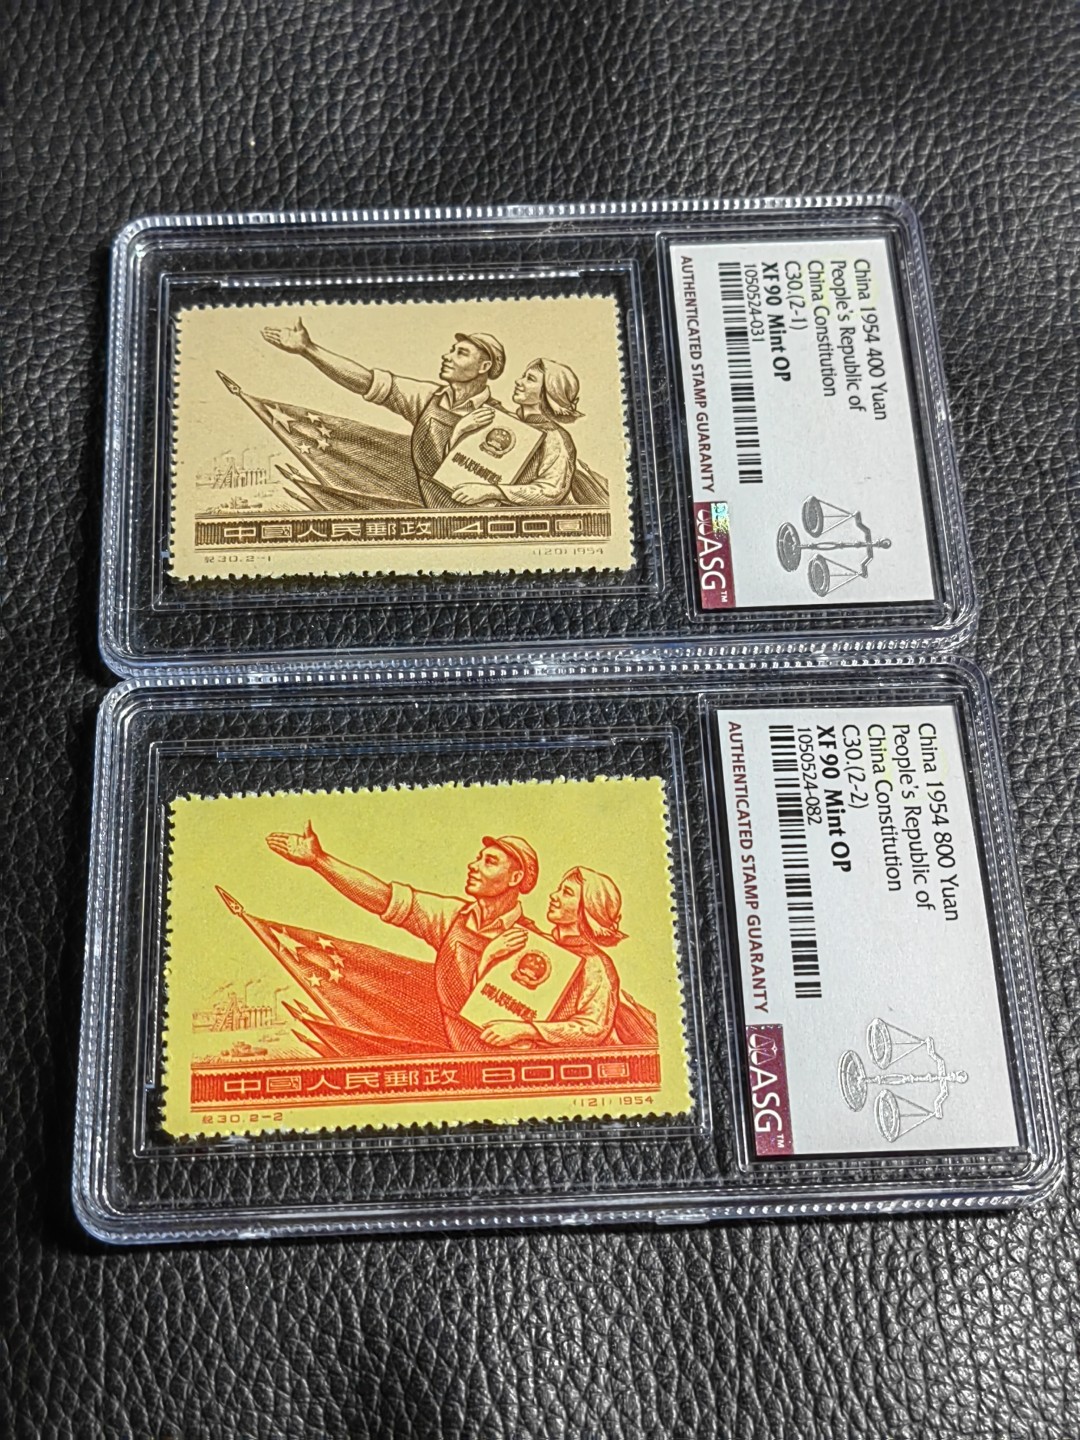 中國人民郵政 400圓
紀30.2-1
(120) 1954
China 1954 400 Yuan
People's Republic of
China Constitution
C30.(2-1)
XF 90 Mint OP
1050524-031
AUTHENTICATED STAMP GUARANTY
ASG™
中國人民郵政 800圓
紀30.2-2
(121) 1954
China 1954 800 Yuan
People's Republic of
China Constitution
C30.(2-2)
XF 90 Mint OP
1050524-082
AUTHENTICATED STAMP GUARANTY
ASG™